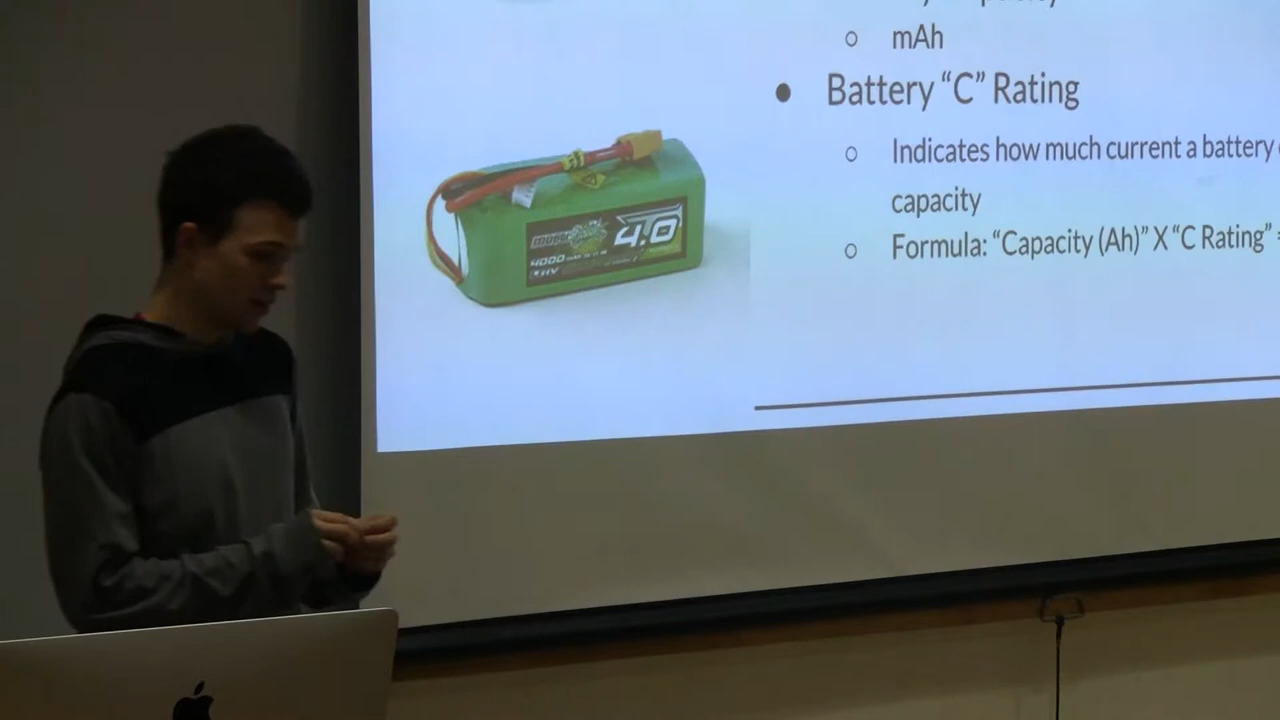 mAh
Battery “C” Rating
Indicates how much current a battery
capacity
Formula: “Capacity (Ah)” X “C Rating” =
4.0
4000